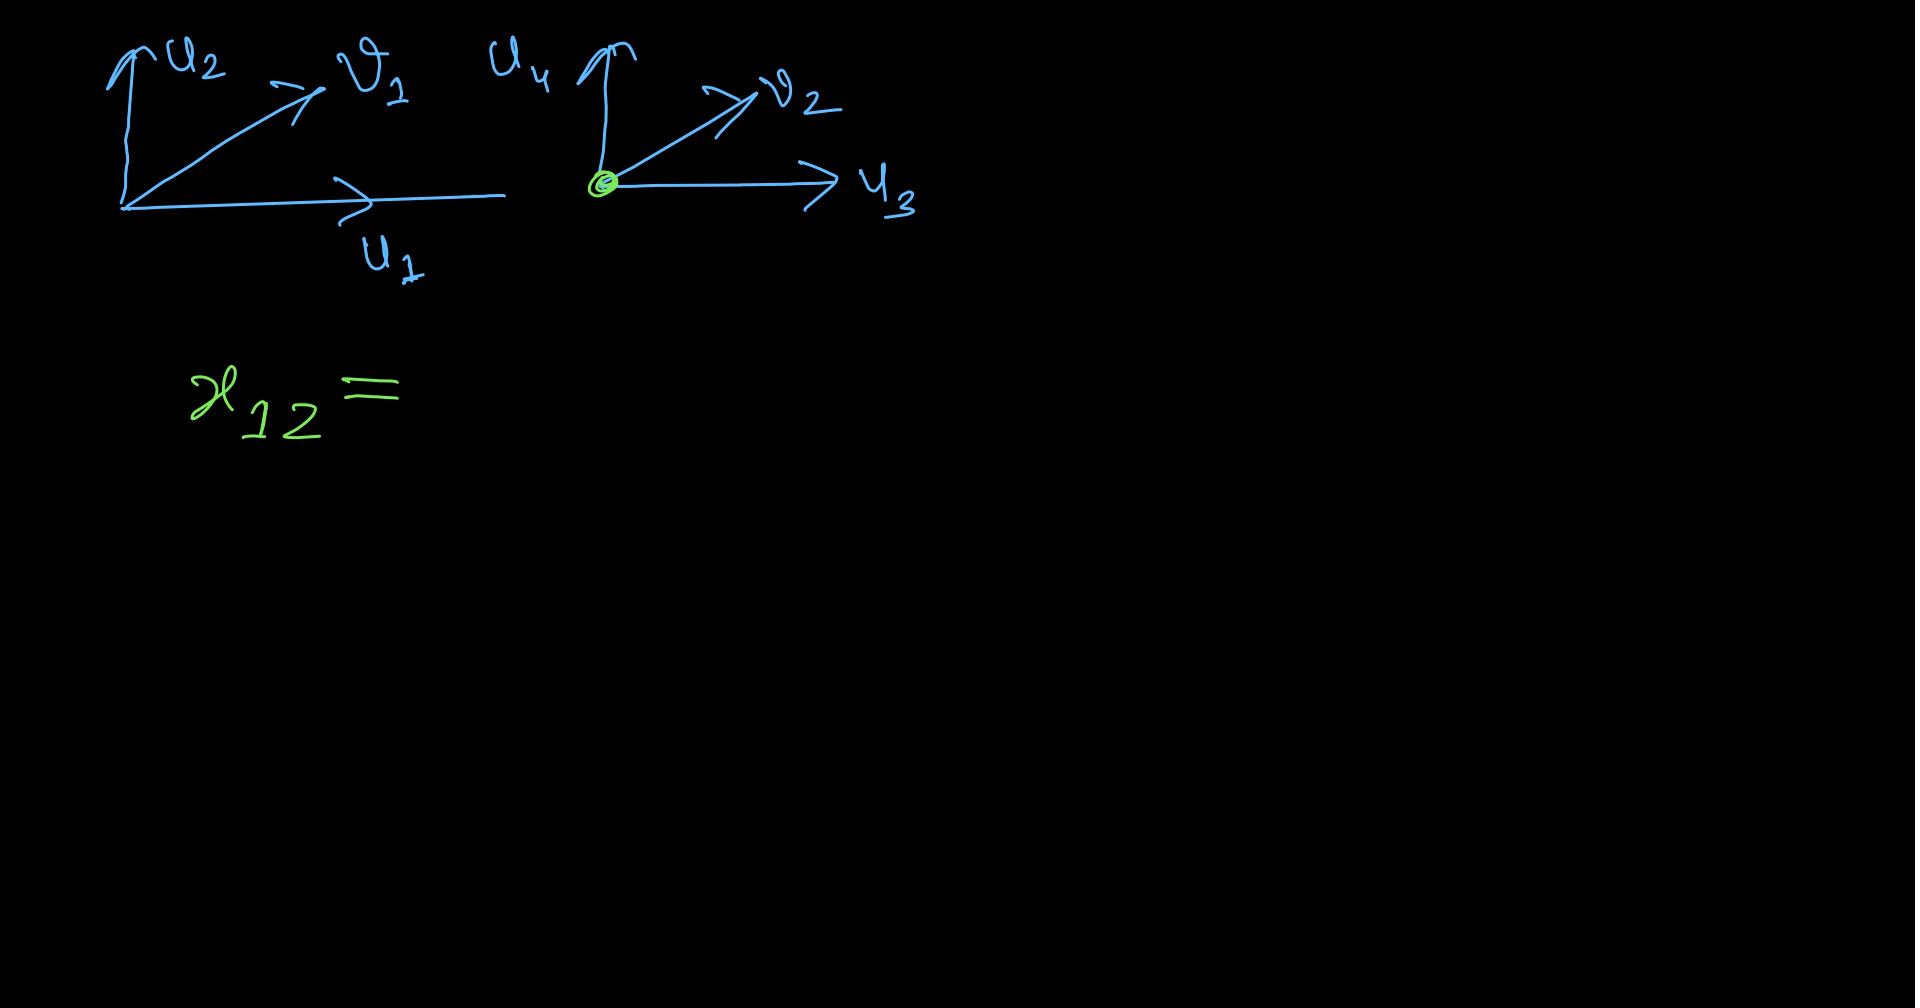 u₂ v₁ u₄ v₂
u₃
u₁
x₁₂ =